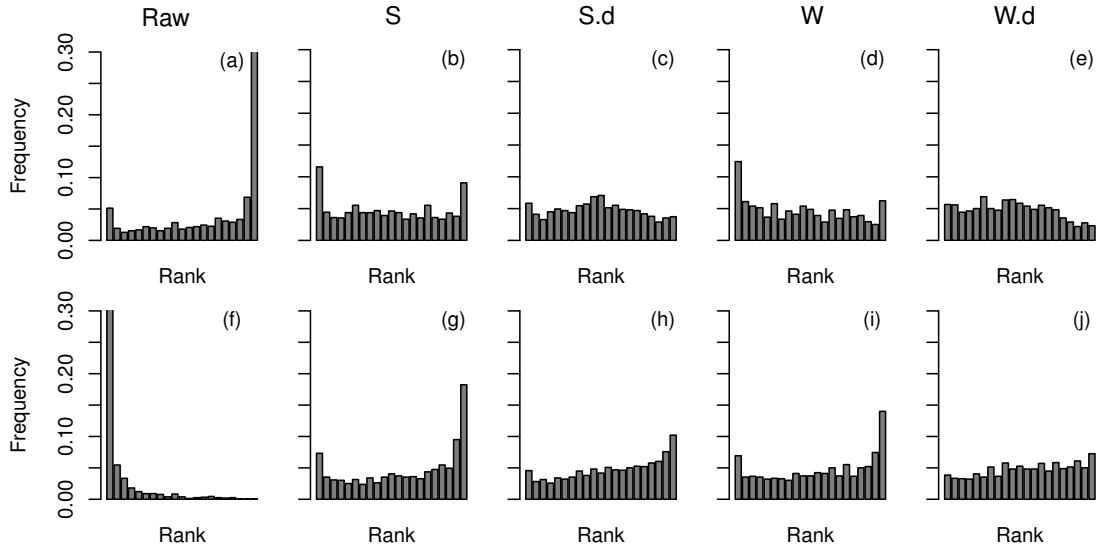 Raw S S.d W W.d
(a) (b) (c) (d) (e)
Frequency
0.30
0.20
0.10
0.00
Rank Rank Rank Rank Rank
(f) (g) (h) (i) (j)
Frequency
0.30
0.20
0.10
0.00
Rank Rank Rank Rank Rank